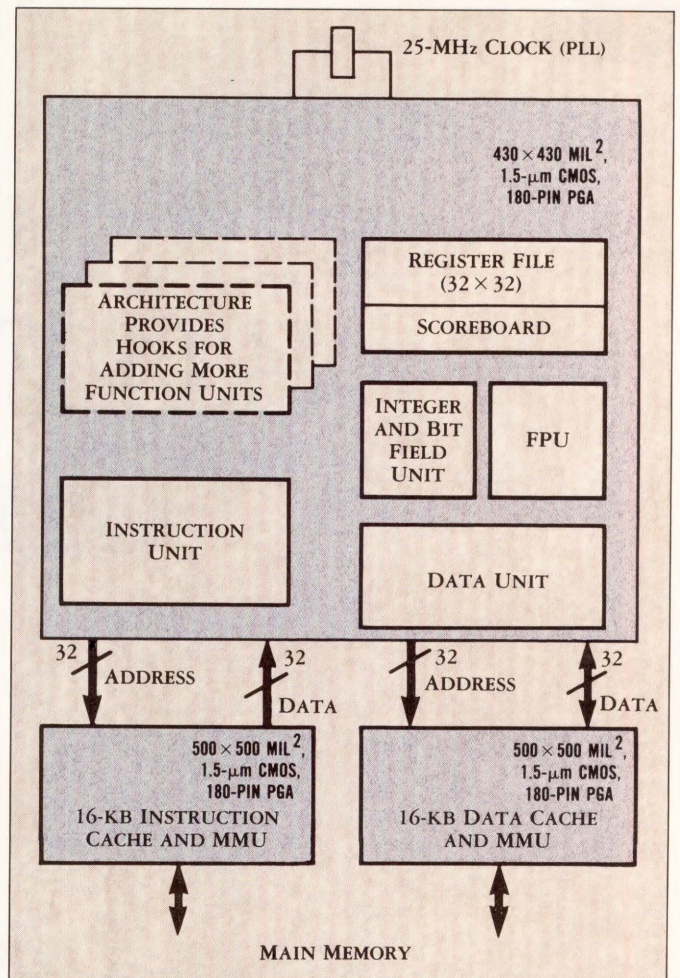 25-MHz CLOCK (PLL)
430 × 430 MIL²,
1.5-μm CMOS,
180-PIN PGA
ARCHITECTURE
PROVIDES
HOOKS FOR
ADDING MORE
FUNCTION UNITS
REGISTER FILE
(32 × 32)
SCOREBOARD
INTEGER
AND BIT
FIELD
UNIT
FPU
INSTRUCTION
UNIT
DATA UNIT
32
ADDRESS
32
DATA
32
ADDRESS
32
DATA
500 × 500 MIL²,
1.5-μm CMOS,
180-PIN PGA
16-KB INSTRUCTION
CACHE AND MMU
500 × 500 MIL²,
1.5-μm CMOS,
180-PIN PGA
16-KB DATA CACHE
AND MMU
MAIN MEMORY